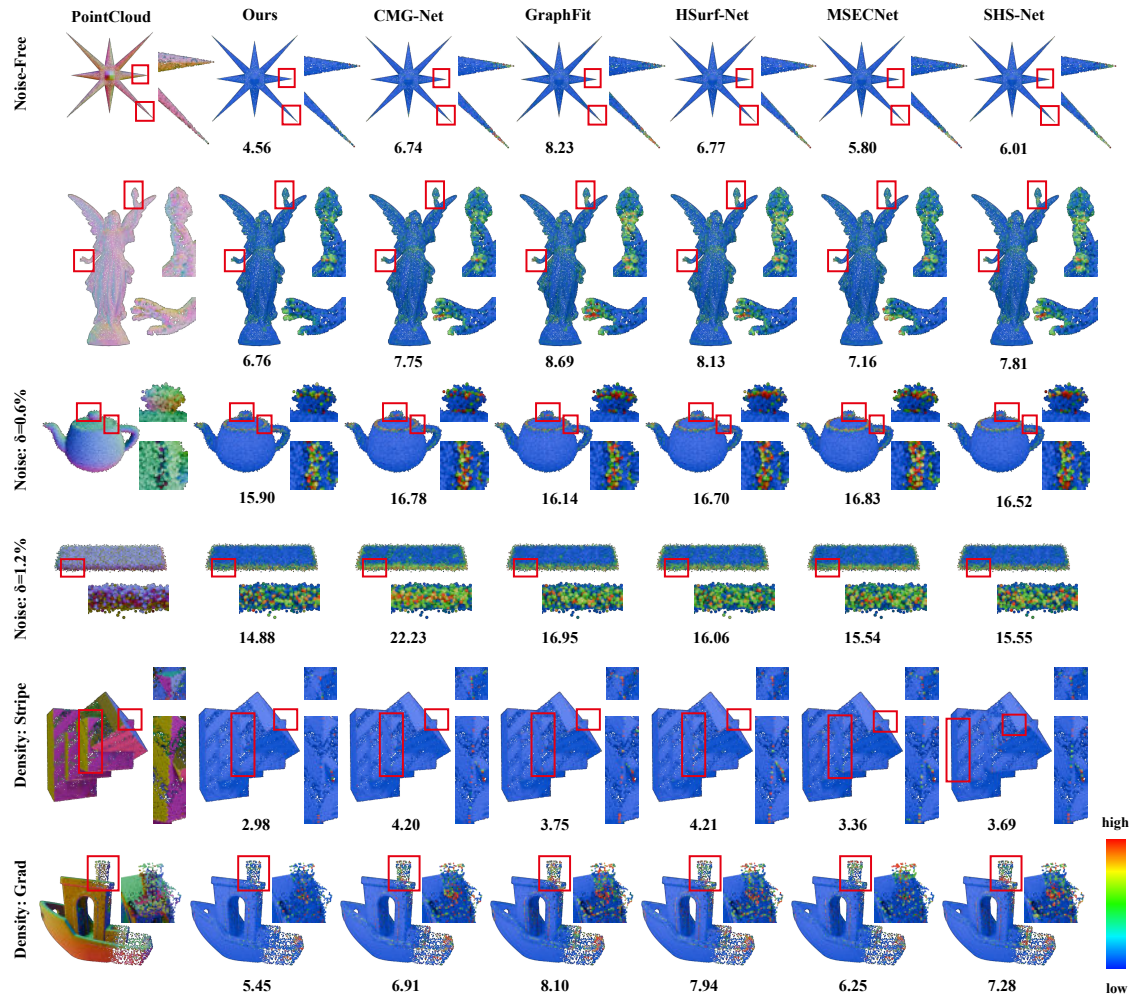 PointCloud Ours CMG-Net GraphFit HSurf-Net MSECNet SHS-Net
Noise-Free
4.56 6.74 8.23 6.77 5.80 6.01
6.76 7.75 8.69 8.13 7.16 7.81
Noise: δ=0.6%
15.90 16.78 16.14 16.70 16.83 16.52
Noise: δ=1.2%
14.88 22.23 16.95 16.06 15.54 15.55
Density: Stripe
2.98 4.20 3.75 4.21 3.36 3.69
high
Density: Grad
5.45 6.91 8.10 7.94 6.25 7.28
low